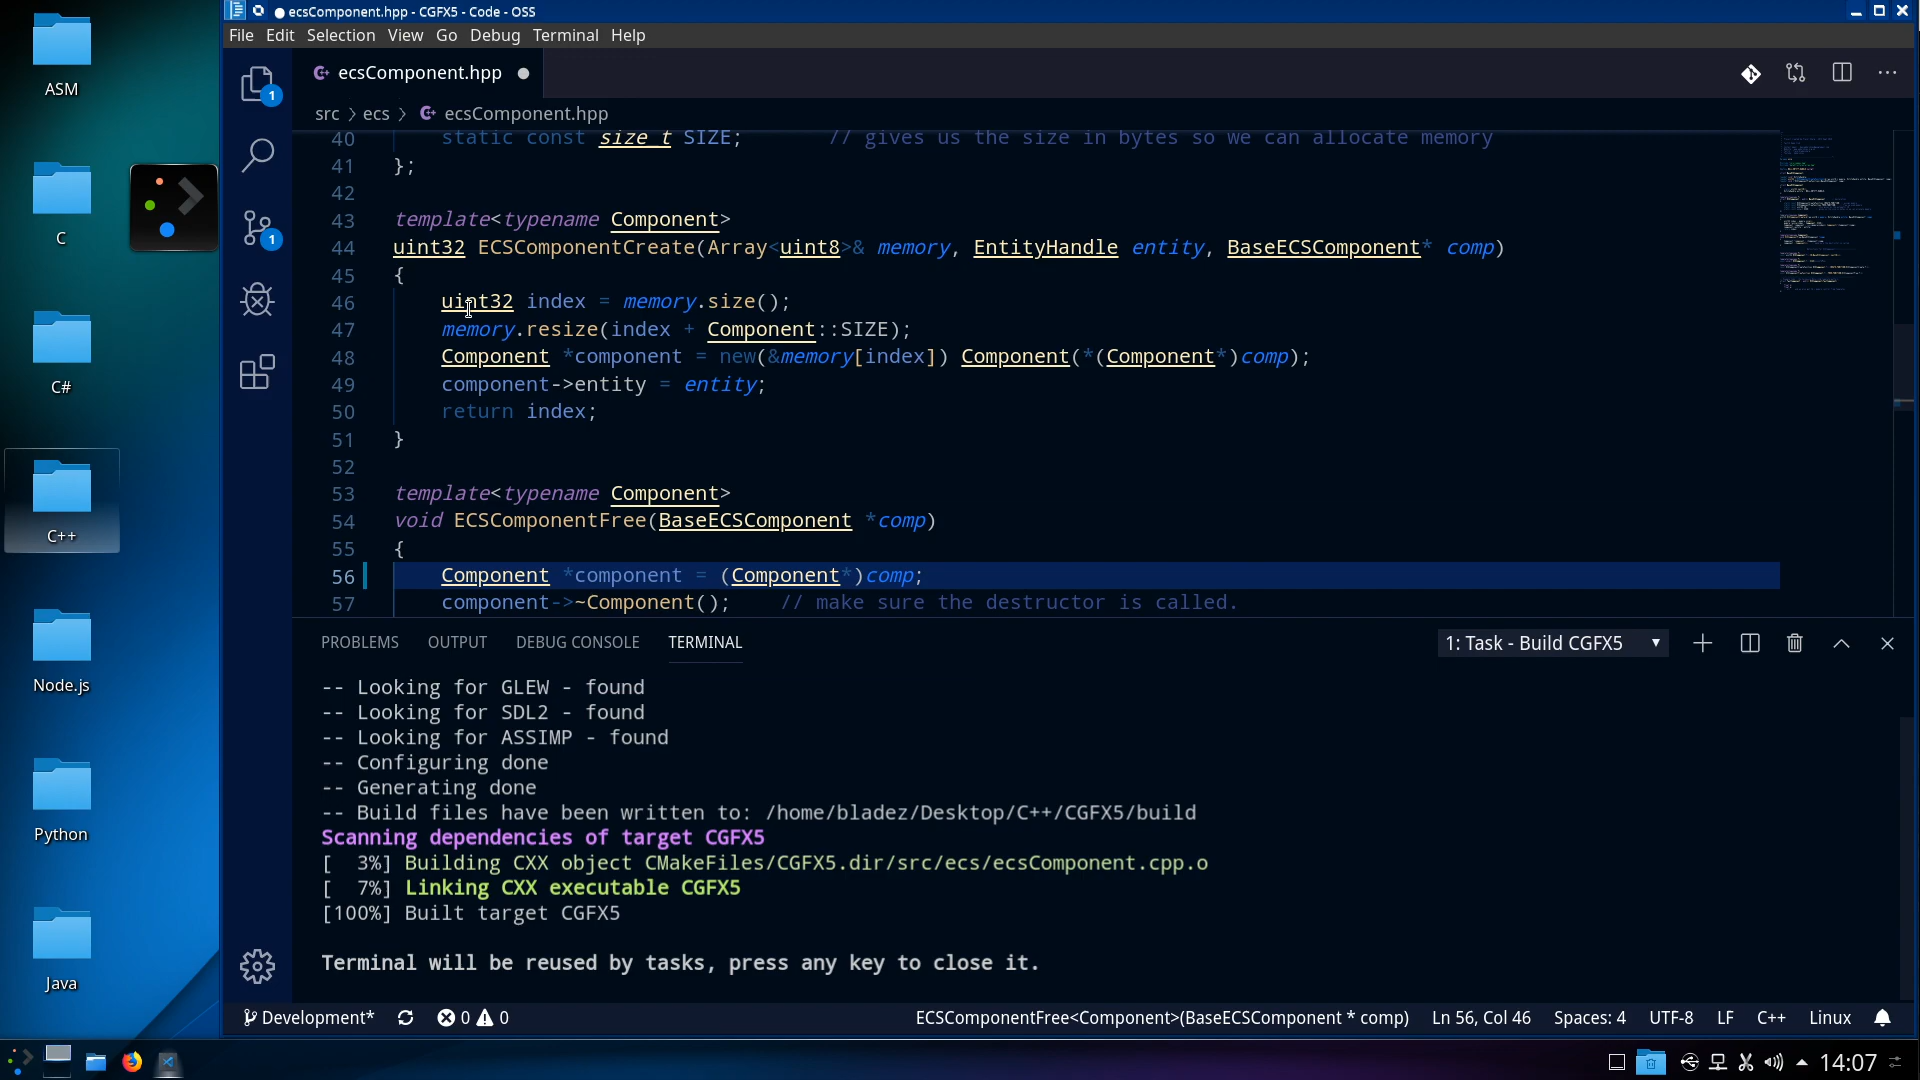 ASM
C
C#
C++
Node.js
Python
Java
● ecsComponent.hpp - CGFX5 - Code - OSS
File Edit Selection View Go Debug Terminal Help
ecsComponent.hpp ●
src > ecs > ecsComponent.hpp
1
1
40 static const size_t SIZE; // gives us the size in bytes so we can allocate memory
41 };
42
43 template<typename Component>
44 uint32 ECSComponentCreate(Array<uint8>& memory, EntityHandle entity, BaseECSComponent* comp)
45 {
46 uint32 index = memory.size();
47 memory.resize(index + Component::SIZE);
48 Component *component = new(&memory[index]) Component(*(Component*)comp);
49 component->entity = entity;
50 return index;
51 }
52
53 template<typename Component>
54 void ECSComponentFree(BaseECSComponent *comp)
55 {
56 Component *component = (Component*)comp;
57 component->~Component(); // make sure the destructor is called.
PROBLEMS OUTPUT DEBUG CONSOLE TERMINAL 1: Task - Build CGFX5
-- Looking for GLEW - found
-- Looking for SDL2 - found
-- Looking for ASSIMP - found
-- Configuring done
-- Generating done
-- Build files have been written to: /home/bladez/Desktop/C++/CGFX5/build
Scanning dependencies of target CGFX5
[  3%] Building CXX object CMakeFiles/CGFX5.dir/src/ecs/ecsComponent.cpp.o
[  7%] Linking CXX executable CGFX5
[100%] Built target CGFX5
Terminal will be reused by tasks, press any key to close it.
Development* 0 0 ECSComponentFree<Component>(BaseECSComponent * comp) Ln 56, Col 46 Spaces: 4 UTF-8 LF C++ Linux
14:07